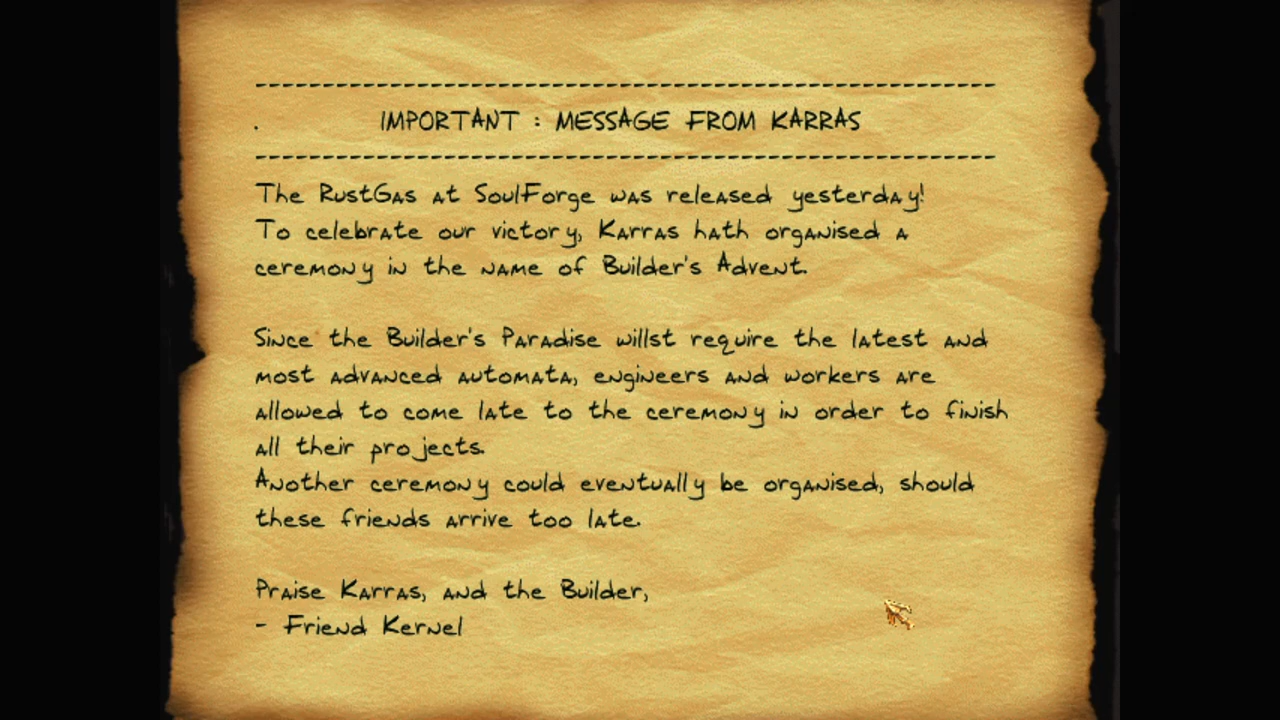 -------------------------------------------------------
. IMPORTANT : MESSAGE FROM KARRAS
-------------------------------------------------------
The RustGas at SoulForge was released yesterday!
To celebrate our victory, Karras hath organised a
ceremony in the name of Builder's Advent.
Since the Builder's Paradise willst require the latest and
most advanced automata, engineers and workers are
allowed to come late to the ceremony in order to finish
all their projects.
Another ceremony could eventually be organised, should
these friends arrive too late.
Praise Karras, and the Builder,
- Friend Kernel